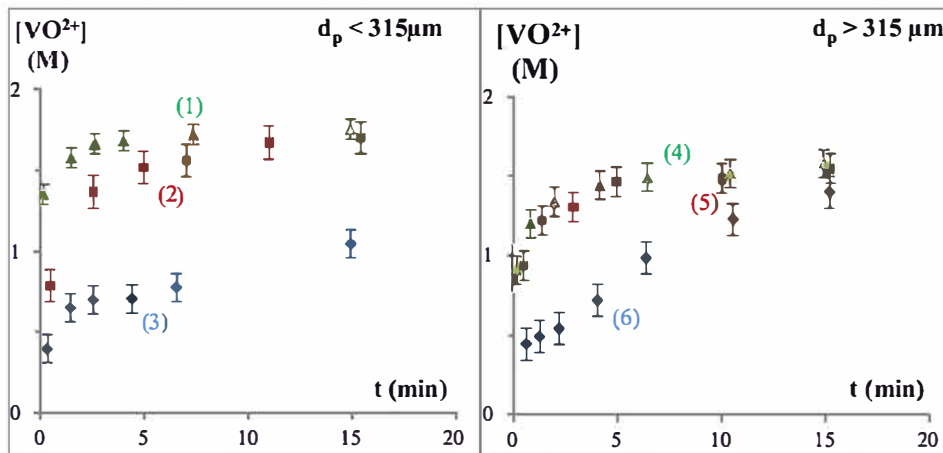 [VO²⁺]
(M)
dₚ < 315µm
2
(1)
(2)
1
(3)
t (min)
0
0
5
10
15
20
[VO²⁺]
(M)
dₚ > 315 µm
2
(4)
(5)
1
(6)
t (min)
0
0
5
10
15
20